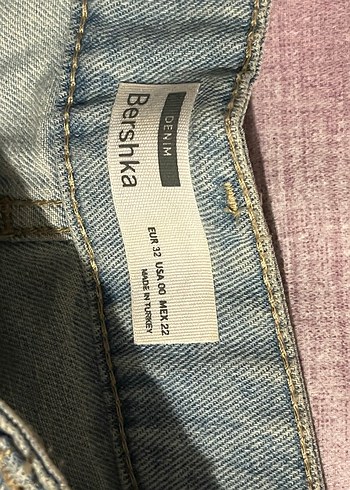 DENIM
Bershka
EUR 32 USA 00 MEX 22
MADE IN TURKEY